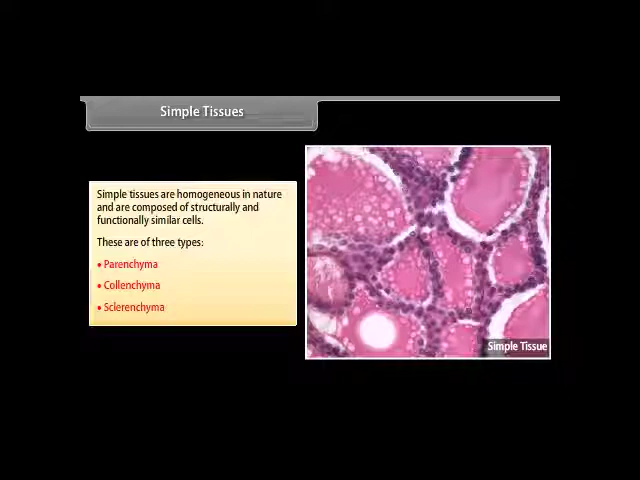 Simple Tissues
Simple tissues are homogeneous in nature
and are composed of structurally and
functionally similar cells.
These are of three types:
• Parenchyma
• Collenchyma
• Sclerenchyma
Simple Tissue